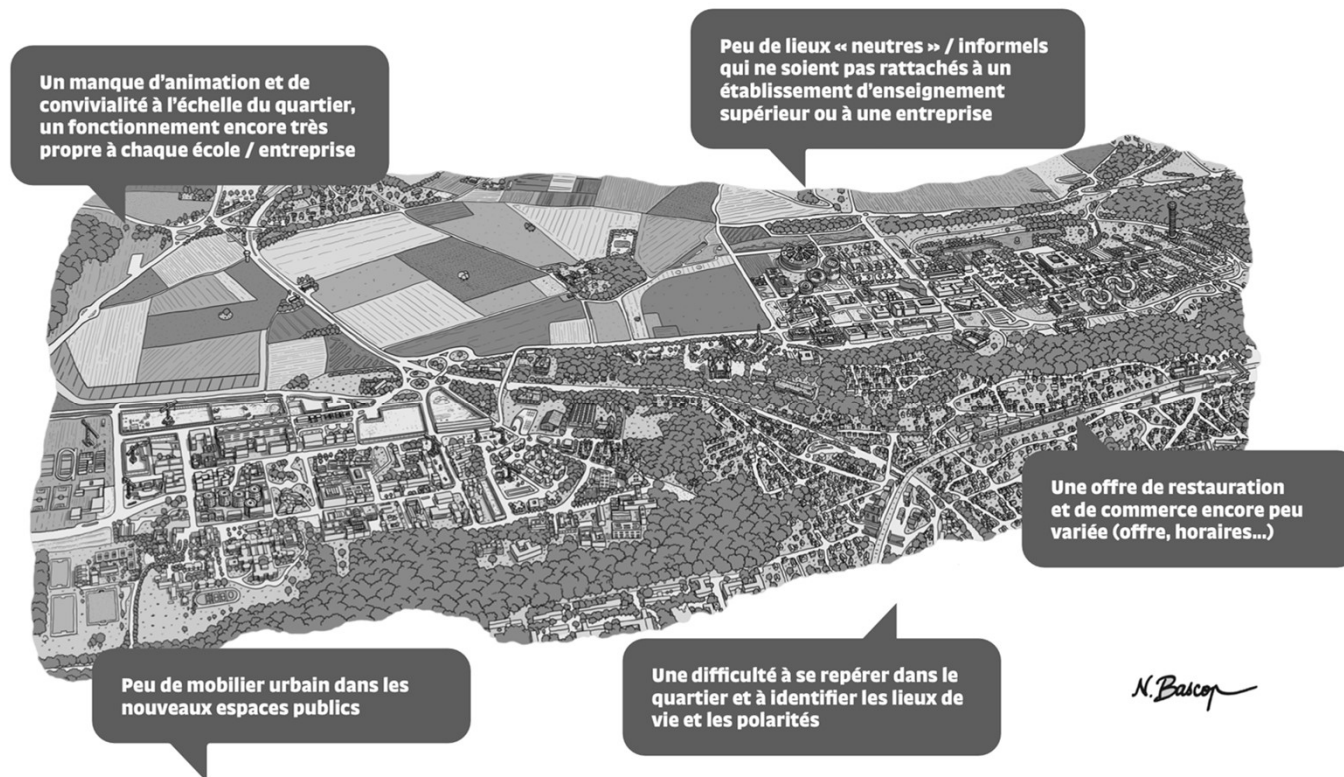 Un manque d'animation et de
convivialité à l'échelle du quartier,
un fonctionnement encore très
propre à chaque école / entreprise
Peu de lieux « neutres » / informels
qui ne soient pas rattachés à un
établissement d'enseignement
supérieur ou à une entreprise
Une offre de restauration
et de commerce encore peu
variée (offre, horaires...)
Peu de mobilier urbain dans les
nouveaux espaces publics
Une difficulté à se repérer dans le
quartier et à identifier les lieux de
vie et les polarités
N. Bascop